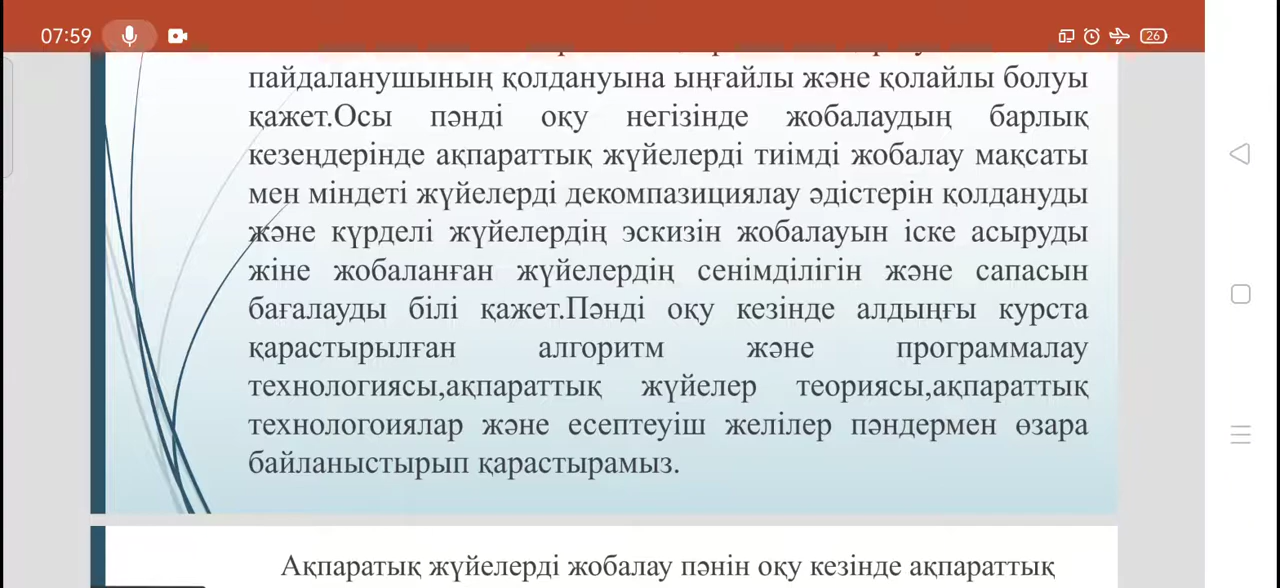 07:59
26
пайдаланушының қолдануына ыңғайлы және қолайлы болуы
қажет.Осы пәнді оқу негізінде жобалаудың барлық
кезеңдерінде ақпараттық жүйелерді тиімді жобалау мақсаты
мен міндеті жүйелерді декомпазициялау әдістерін қолдануды
және күрделі жүйелердің эскизін жобалауын іске асыруды
жіне жобаланған жүйелердің сенімділігін және сапасын
бағалауды білі қажет.Пәнді оқу кезінде алдыңғы курста
қарастырылған алгоритм және программалау
технологиясы,ақпараттық жүйелер теориясы,ақпараттық
технологоиялар және есептеуіш желілер пәндермен өзара
байланыстырып қарастырамыз.
Ақпаратық жүйелерді жобалау пәнін оқу кезінде ақпараттық